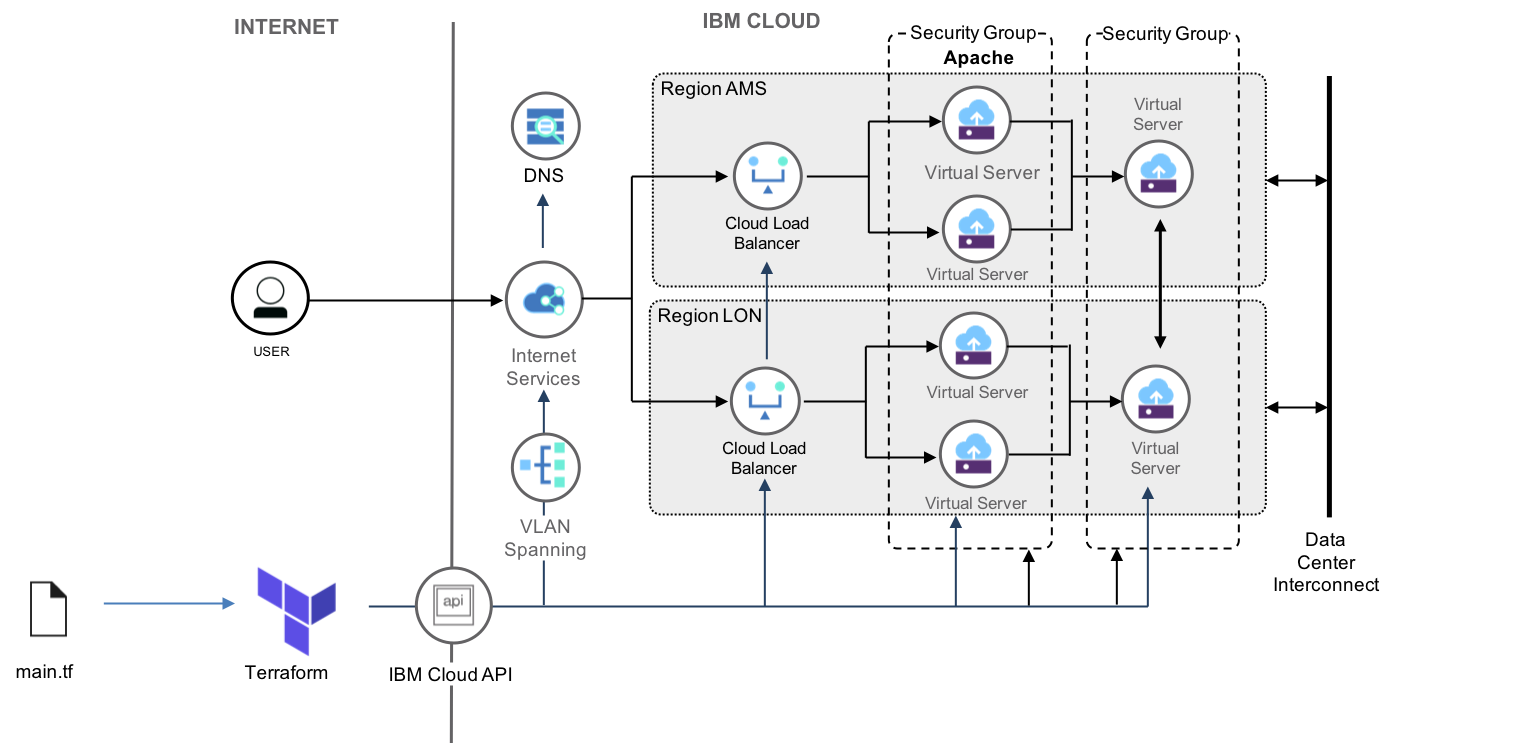 INTERNET
IBM CLOUD
Security Group
Security Group
Apache
Region AMS
Virtual
Server
DNS
Virtual Server
Cloud Load
Balancer
Virtual Server
Region LON
USER
Internet
Services
Virtual Server
Cloud Load
Balancer
Virtual
Server
Virtual Server
VLAN
Spanning
Data
Center
Interconnect
api
main.tf
Terraform
IBM Cloud API